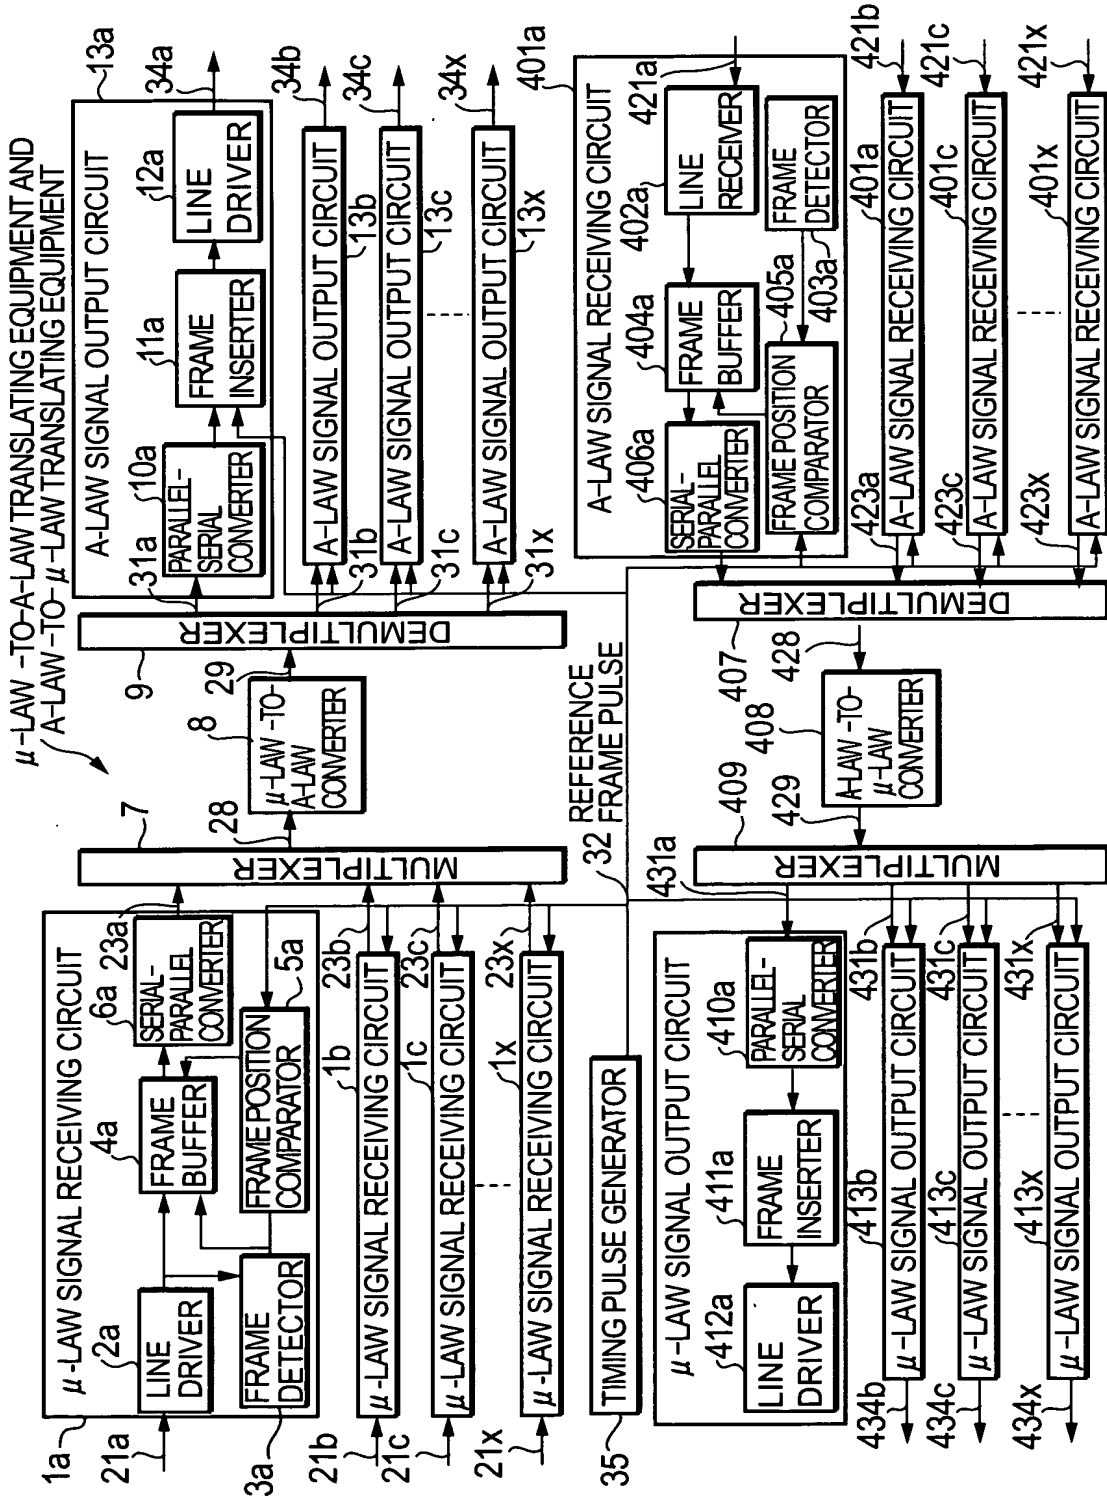 μ-LAW-TO-A-LAW TRANSLATING EQUIPMENT AND
A-LAW-TO-μ-LAW TRANSLATING EQUIPMENT
1a
μ-LAW SIGNAL RECEIVING CIRCUIT
21a
2a
LINE
DRIVER
4a
FRAME
BUFFER
6a
SERIAL-
PARALLEL
CONVERTER
23a
3a
FRAME
DETECTOR
FRAME POSITION
COMPARATOR
5a
21b
μ-LAW SIGNAL RECEIVING CIRCUIT
1b
23b
21c
μ-LAW SIGNAL RECEIVING CIRCUIT
1c
23c
21x
μ-LAW SIGNAL RECEIVING CIRCUIT
1x
23x
7
MULTIPLEXER
28
8
μ-LAW-TO-
A-LAW
CONVERTER
29
9
DEMULTIPLEXER
A-LAW SIGNAL OUTPUT CIRCUIT
13a
31a
10a
PARALLEL-
SERIAL
CONVERTER
11a
FRAME
INSERTER
12a
LINE
DRIVER
34a
A-LAW SIGNAL OUTPUT CIRCUIT
31b
13b
34b
A-LAW SIGNAL OUTPUT CIRCUIT
31c
13c
34c
A-LAW SIGNAL OUTPUT CIRCUIT
31x
13x
34x
35
TIMING PULSE GENERATOR
32
REFERENCE
FRAME PULSE
μ-LAW SIGNAL OUTPUT CIRCUIT
412a
LINE
DRIVER
411a
FRAME
INSERTER
410a
PARALLEL-
SERIAL
CONVERTER
431a
434b
413b
μ-LAW SIGNAL OUTPUT CIRCUIT
431b
434c
413c
μ-LAW SIGNAL OUTPUT CIRCUIT
431c
434x
413x
μ-LAW SIGNAL OUTPUT CIRCUIT
431x
409
MULTIPLEXER
429
A-LAW-TO-
μ-LAW
CONVERTER
408
428
407
DEMULTIPLEXER
A-LAW SIGNAL RECEIVING CIRCUIT
401a
406a
SERIAL-
PARALLEL
CONVERTER
404a
FRAME
BUFFER
402a
LINE
RECEIVER
421a
FRAME POSITION
COMPARATOR
405a
FRAME
DETECTOR
403a
423a
A-LAW SIGNAL RECEIVING CIRCUIT
401a
421b
423c
A-LAW SIGNAL RECEIVING CIRCUIT
401c
421c
423x
A-LAW SIGNAL RECEIVING CIRCUIT
401x
421x